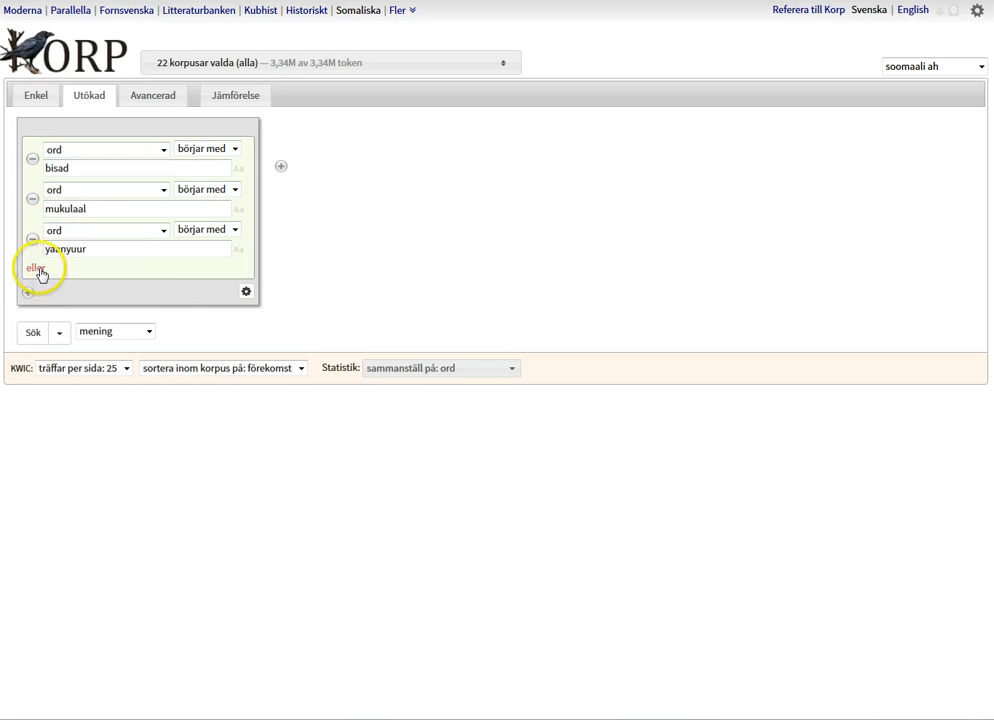 Moderna | Parallella | Fornsvenska | Litteraturbanken | Kubhist | Historiskt | Somaliska | Fler
Referera till Korp Svenska | English 0
KORP
22 korpusar valda (alla) — 3,34M av 3,34M token
soomaali ah
Enkel Utökad Avancerad Jämförelse
ord börjar med
bisad Aa
ord börjar med
mukulaal Aa
ord börjar med
yaanyuur Aa
eller
Sök mening
KWIC: träffar per sida: 25 sortera inom korpus på: förekomst Statistik: sammanställ på: ord